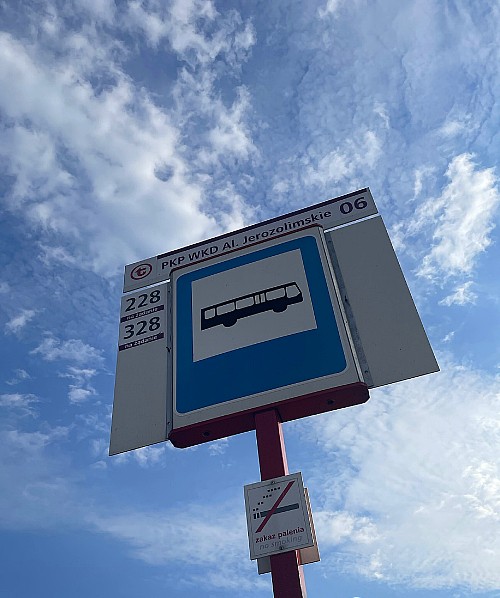 t PKP WKD Al. Jerozolimskie 06
228
na żądanie
328
na żądanie
zakaz palenia
no smoking